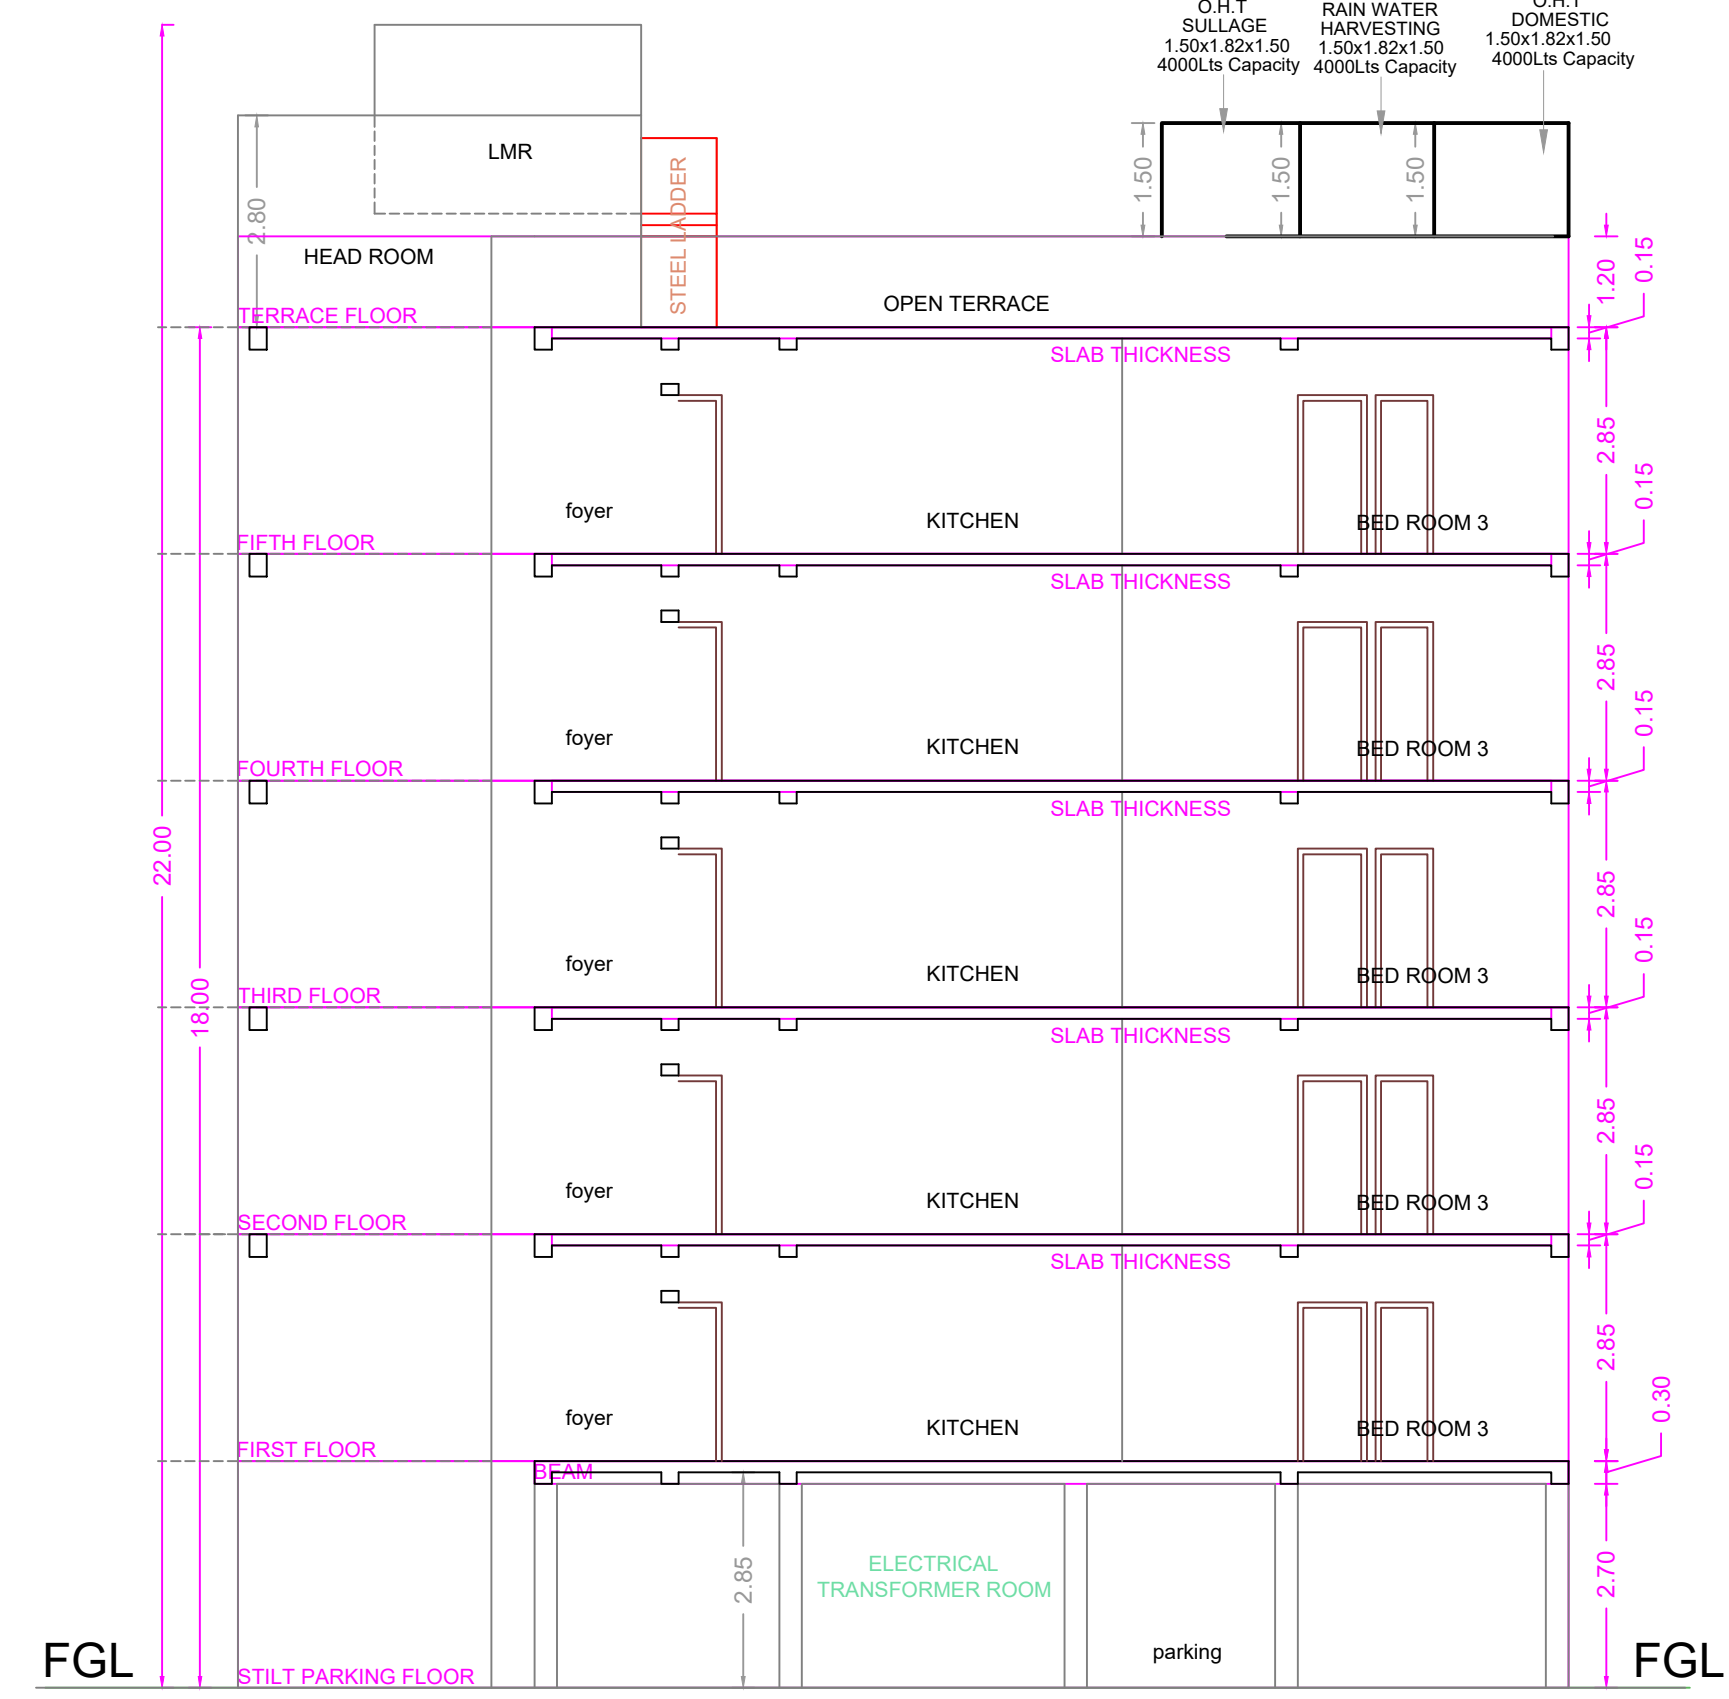 O.H.T
SULLAGE
1.50x1.82x1.50
4000Lts Capacity
RAIN WATER
HARVESTING
1.50x1.82x1.50
4000Lts Capacity
O.H.T
DOMESTIC
1.50x1.82x1.50
4000Lts Capacity
LMR
STEEL LADDER
2.80
1.50
1.50
1.50
HEAD ROOM
OPEN TERRACE
1.20
0.15
TERRACE FLOOR
SLAB THICKNESS
2.85
foyer
KITCHEN
BED ROOM 3
0.15
FIFTH FLOOR
SLAB THICKNESS
2.85
foyer
KITCHEN
BED ROOM 3
0.15
FOURTH FLOOR
SLAB THICKNESS
22.00
2.85
foyer
KITCHEN
BED ROOM 3
0.15
THIRD FLOOR
18.00
SLAB THICKNESS
2.85
foyer
KITCHEN
BED ROOM 3
0.15
SECOND FLOOR
SLAB THICKNESS
2.85
foyer
KITCHEN
BED ROOM 3
0.30
FIRST FLOOR
BEAM
2.85
ELECTRICAL
TRANSFORMER ROOM
2.70
parking
FGL
STILT PARKING FLOOR
FGL